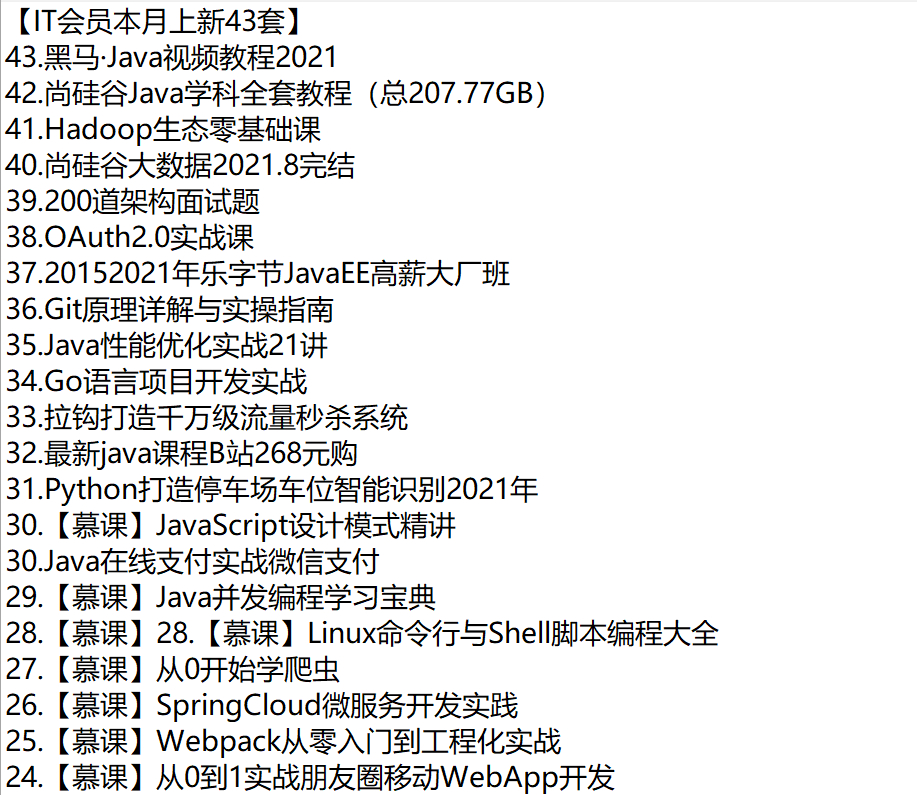 【IT会员本月上新43套】
43.黑马·Java视频教程2021
42.尚硅谷Java学科全套教程（总207.77GB）
41.Hadoop生态零基础课
40.尚硅谷大数据2021.8完结
39.200道架构面试题
38.OAuth2.0实战课
37.20152021年乐字节JavaEE高薪大厂班
36.Git原理详解与实操指南
35.Java性能优化实战21讲
34.Go语言项目开发实战
33.拉钩打造千万级流量秒杀系统
32.最新java课程B站268元购
31.Python打造停车场车位智能识别2021年
30.【慕课】JavaScript设计模式精讲
30.Java在线支付实战微信支付
29.【慕课】Java并发编程学习宝典
28.【慕课】28.【慕课】Linux命令行与Shell脚本编程大全
27.【慕课】从0开始学爬虫
26.【慕课】SpringCloud微服务开发实践
25.【慕课】Webpack从零入门到工程化实战
24.【慕课】从0到1实战朋友圈移动WebApp开发